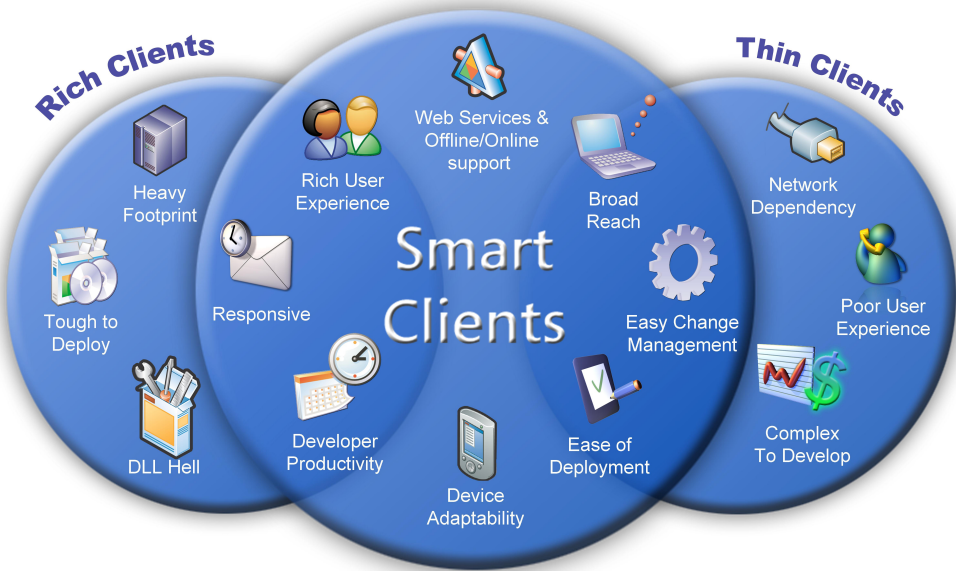 Rich Clients
Heavy
Footprint
Tough to
Deploy
DLL Hell
Rich User
Experience
Responsive
Developer
Productivity
Web Services &
Offline/Online
support
Smart
Clients
Device
Adaptability
Broad
Reach
Easy Change
Management
Ease of
Deployment
Thin Clients
Network
Dependency
Poor User
Experience
Complex
To Develop